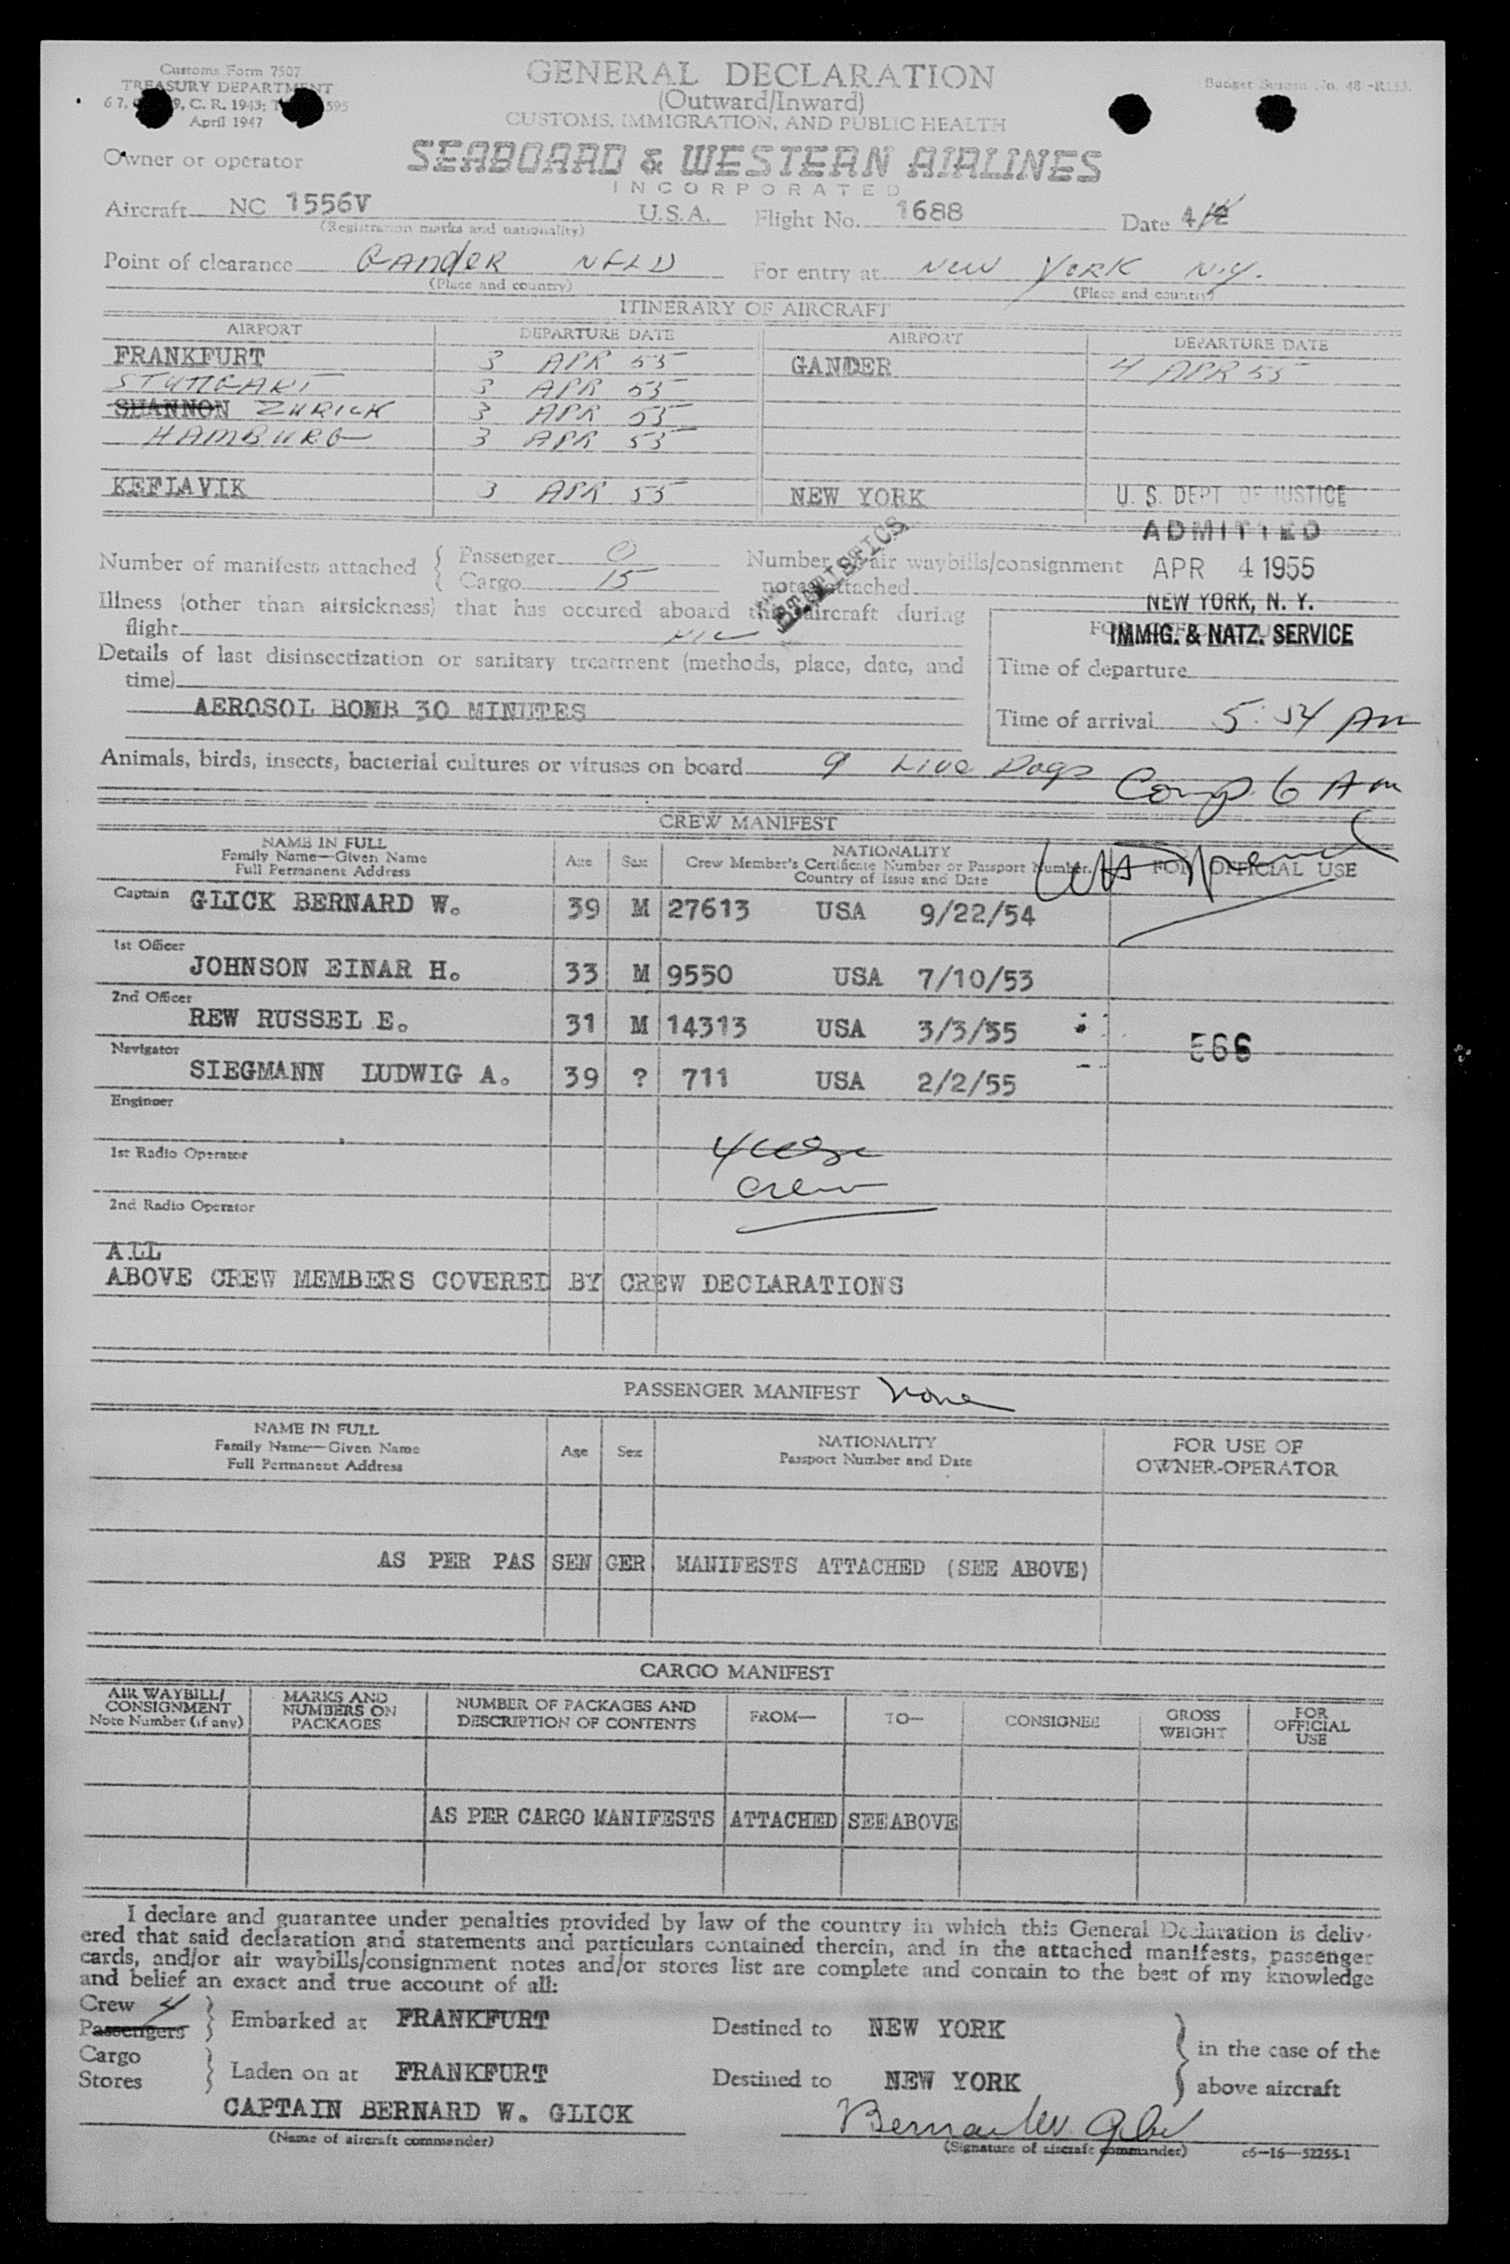 Customs Form 7507
TREASURY DEPARTMENT
April 1947
GENERAL DECLARATION
(Outward/Inward)
CUSTOMS, IMMIGRATION, AND PUBLIC HEALTH
Owner or operator
SEABOARD & WESTERN AIRLINES
INCORPORATED
Aircraft NC 1556V U.S.A. Flight No. 1688 Date
(Registration marks and nationality)
Point of clearance GANDER NFLD For entry at NEW YORK N.Y.
(Place and country) (Place and country)
ITINERARY OF AIRCRAFT
AIRPORT DEPARTURE DATE AIRPORT DEPARTURE DATE
FRANKFURT 3 APR 55 GANDER 4 APR 55
STUTTGART 3 APR 55
SHANNON ZURICK 3 APR 55
HAMBURG 3 APR 55
KEFLAVIK 3 APR 55 NEW YORK
U. S. DEPT OF JUSTICE
ADMITTED
APR 4 1955
NEW YORK, N. Y.
IMMIG. & NATZ. SERVICE
STATISTICS
Number of manifests attached { Passenger 0 Number of air waybills/consignment
Cargo 15 notes attached
Illness (other than airsickness) that has occured aboard this aircraft during
flight NIL
Details of last disinsectization or sanitary treatment (methods, place, date, and
time)
AEROSOL BOMB 30 MINUTES
Time of departure
Time of arrival 5:54 AM
Animals, birds, insects, bacterial cultures or viruses on board 9 Live Dogs
Comp. 6 AM
CREW MANIFEST
NAME IN FULL
Family Name—Given Name
Full Permanent Address
Age Sex
NATIONALITY
Crew Member's Certificate Number or Passport Number.
Country of Issue and Date
FOR OFFICIAL USE
Captain GLICK BERNARD W. 39 M 27613 USA 9/22/54
1st Officer
JOHNSON EINAR H. 33 M 9550 USA 7/10/53
2nd Officer
REW RUSSEL E. 31 M 14313 USA 3/3/55
566
Navigator
SIEGMANN LUDWIG A. 39 ? 711 USA 2/2/55
Engineer
1st Radio Operator
crew
2nd Radio Operator
ALL
ABOVE CREW MEMBERS COVERED BY CREW DECLARATIONS
PASSENGER MANIFEST None
NAME IN FULL
Family Name—Given Name
Full Permanent Address
Age Sex
NATIONALITY
Passport Number and Date
FOR USE OF
OWNER-OPERATOR
AS PER PASSENGER MANIFESTS ATTACHED (SEE ABOVE)
CARGO MANIFEST
AIR WAYBILL/
CONSIGNMENT
Note Number (if any)
MARKS AND
NUMBERS ON
PACKAGES
NUMBER OF PACKAGES AND
DESCRIPTION OF CONTENTS
FROM— TO— CONSIGNEE
GROSS
WEIGHT
FOR
OFFICIAL
USE
AS PER CARGO MANIFESTS ATTACHED SEE ABOVE
I declare and guarantee under penalties provided by law of the country in which this General Declaration is deliv-
ered that said declaration and statements and particulars contained therein, and in the attached manifests, passenger
cards, and/or air waybills/consignment notes and/or stores list are complete and contain to the best of my knowledge
and belief an exact and true account of all:
Crew 4
Passengers } Embarked at FRANKFURT Destined to NEW YORK } in the case of the
Cargo
Stores } Laden on at FRANKFURT Destined to NEW YORK above aircraft
CAPTAIN BERNARD W. GLICK Bernard W. Glick
(Name of aircraft commander) (Signature of aircraft commander) c6—16—52255-1